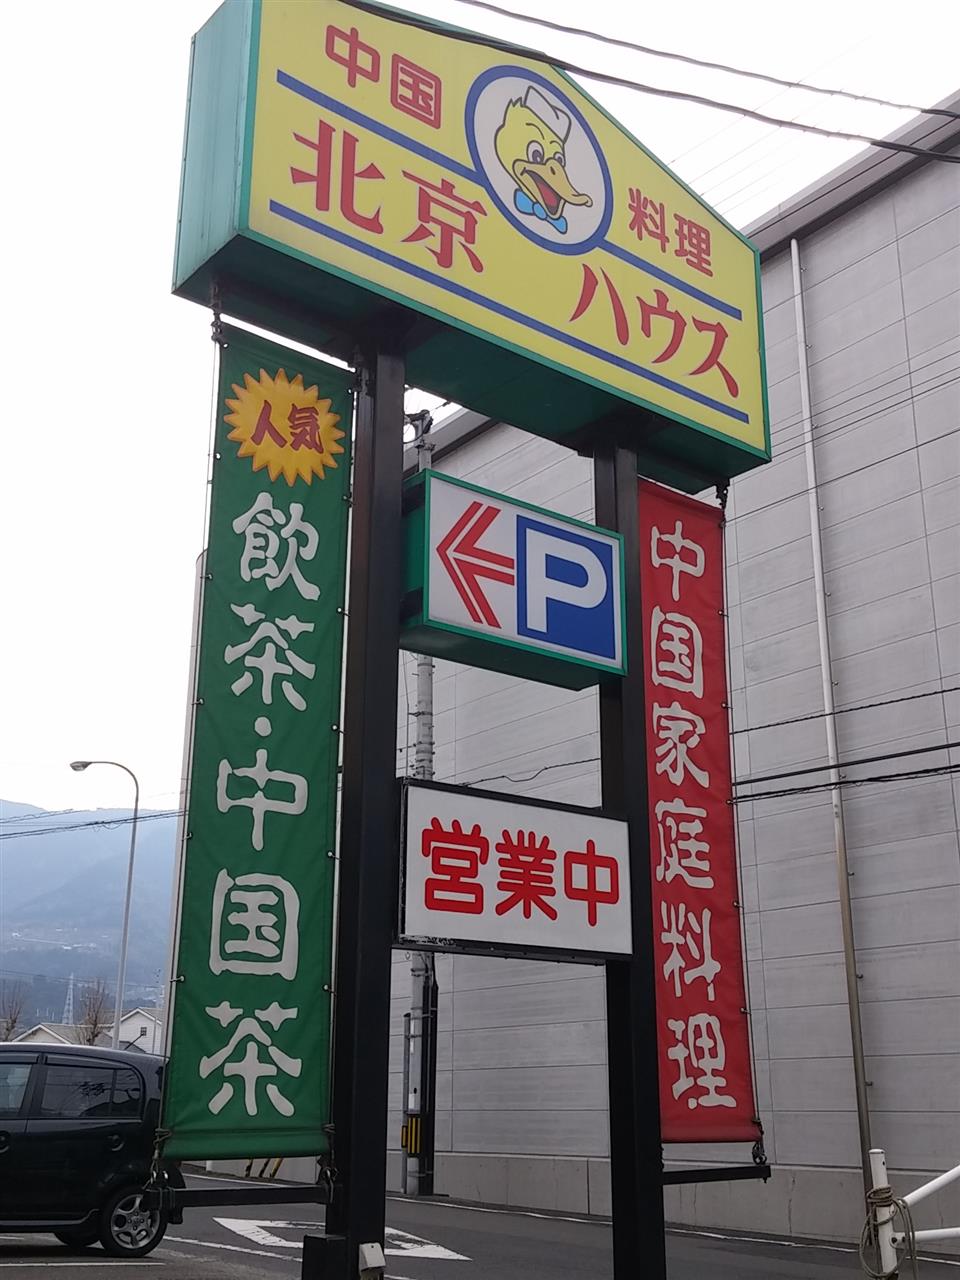 中国料理
北京ハウス
人気
飲茶・中国茶
P
営業中
中国家庭料理